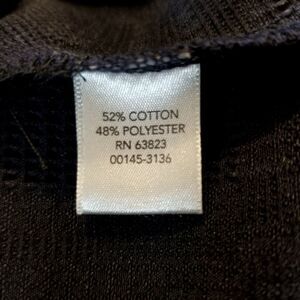 52% COTTON
48% POLYESTER
RN 63823
00145-3136